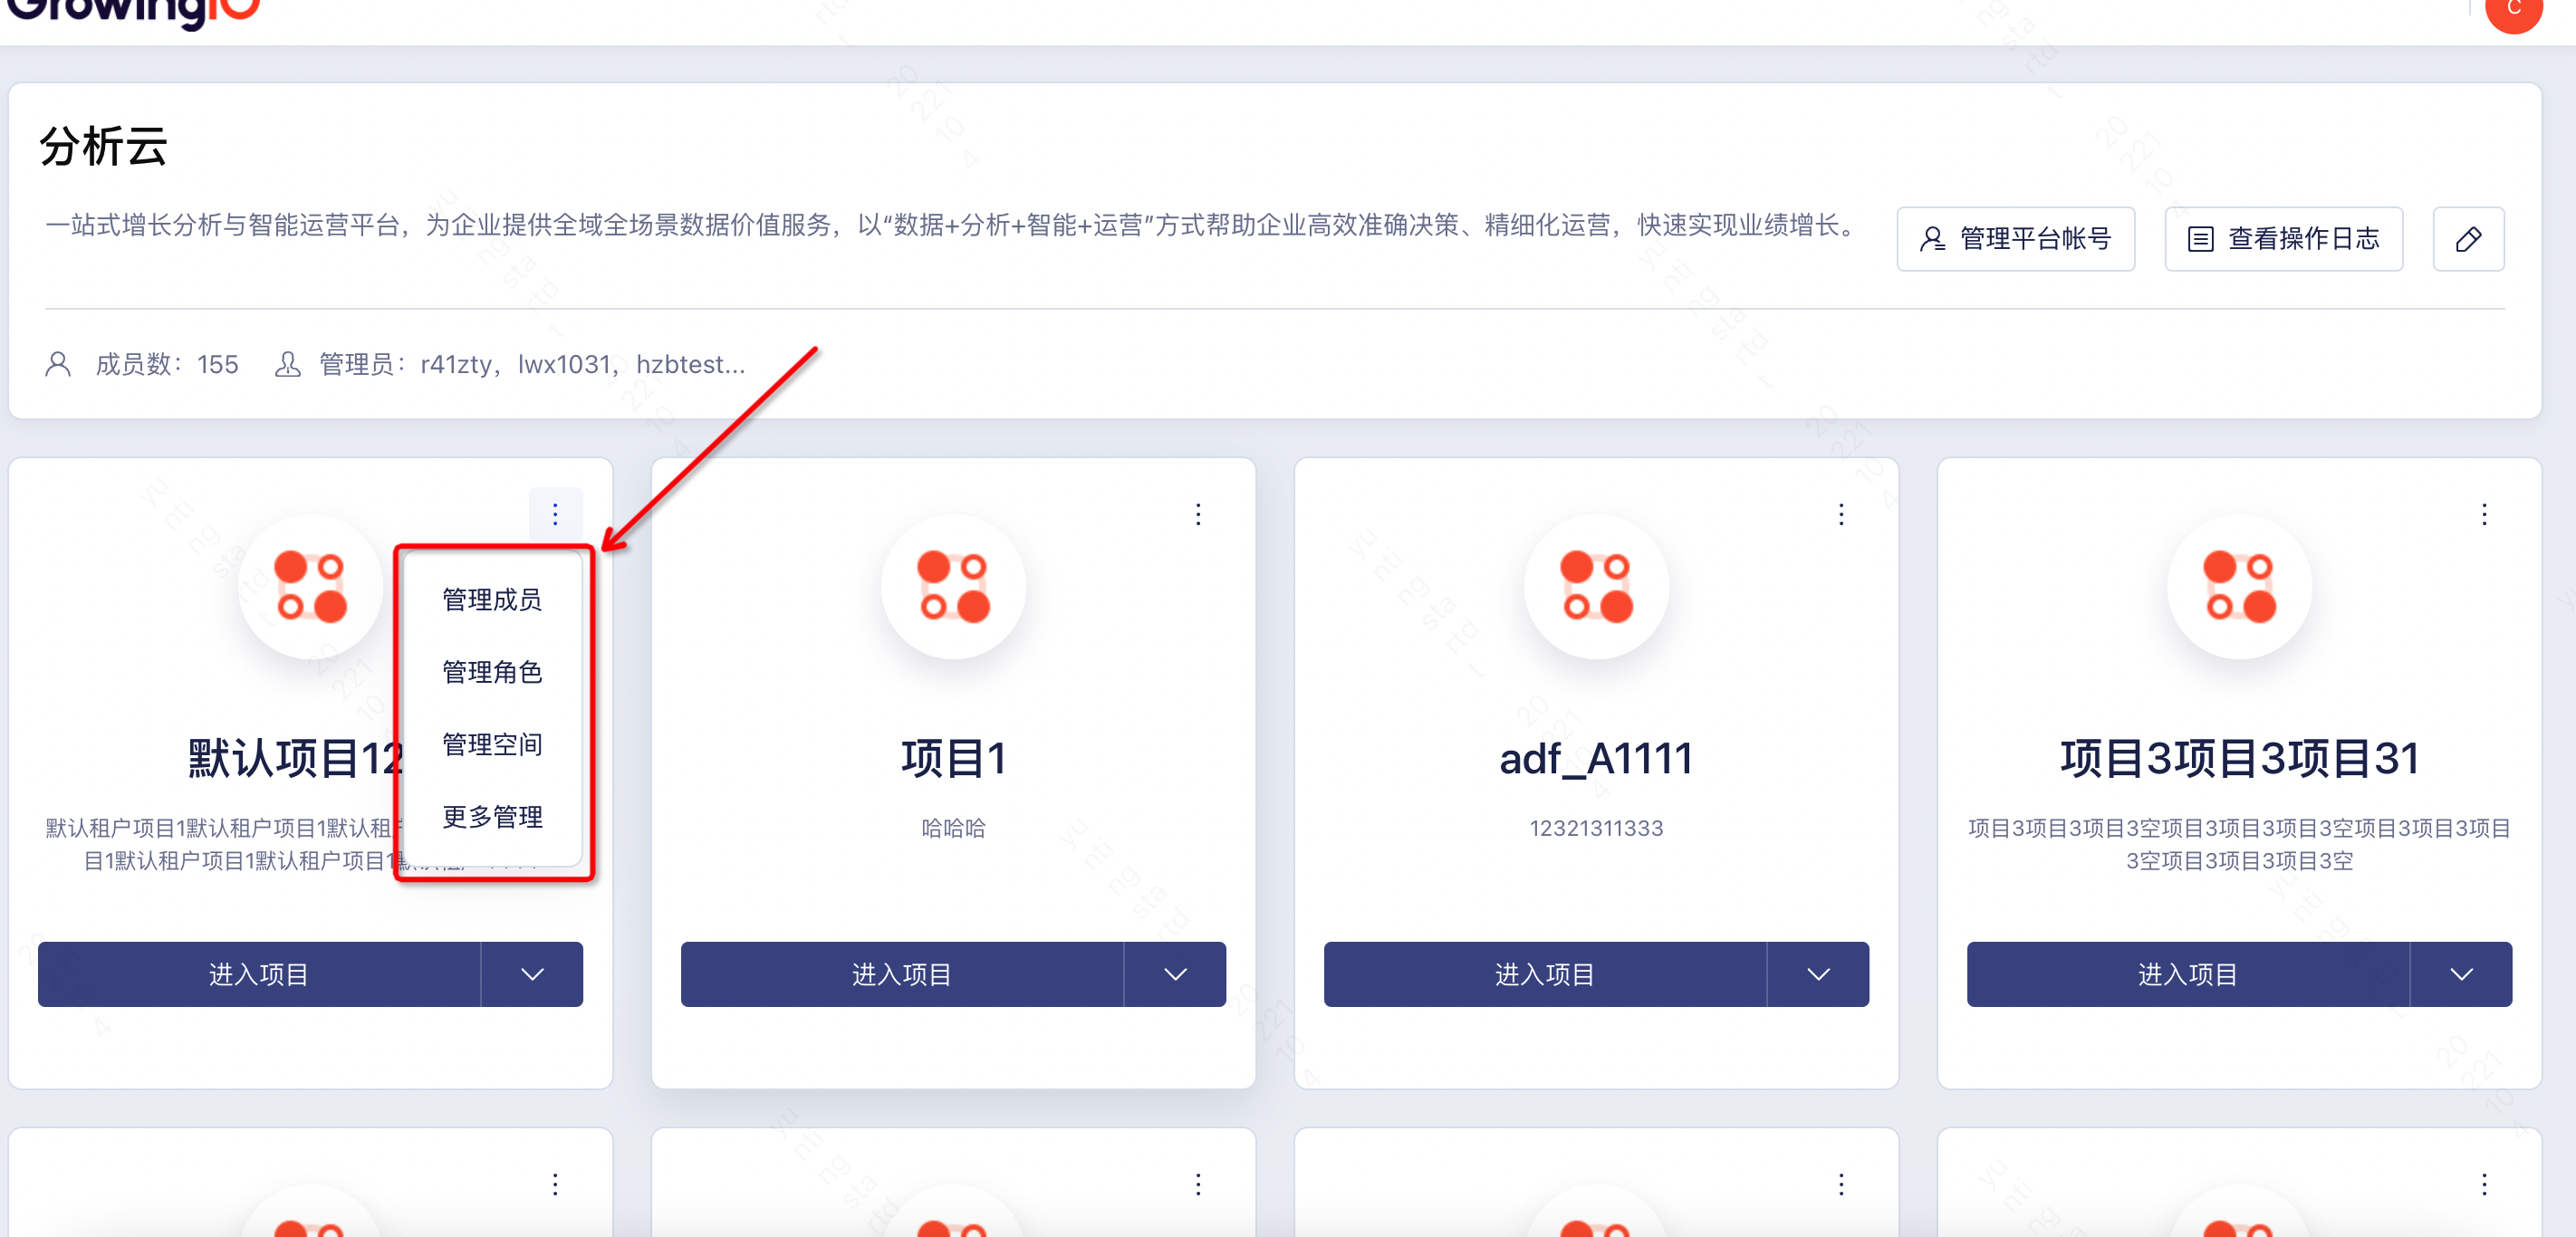 GrowingIO
C
分析云
一站式增长分析与智能运营平台，为企业提供全域全场景数据价值服务，以“数据+分析+智能+运营”方式帮助企业高效准确决策、精细化运营，快速实现业绩增长。
管理平台帐号
查看操作日志
成员数：155 管理员：r41zty，lwx1031，hzbtest...
管理成员
管理角色
管理空间
更多管理
默认项目12
默认租户项目1默认租户项目1默认租
目1默认租户项目1默认租户项目1
进入项目
项目1
哈哈哈
进入项目
adf_A1111
12321311333
进入项目
项目3项目3项目31
项目3项目3项目3空项目3项目3项目3空项目3项目3项目
3空项目3项目3项目3空
进入项目